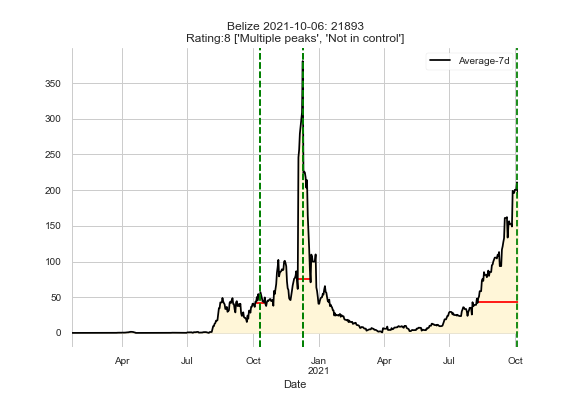 Belize 2021-10-06: 21893
Rating:8 ['Multiple peaks', 'Not in control']
Average-7d
350
300
250
200
150
100
50
0
Apr
Jul
Oct
Jan
2021
Apr
Jul
Oct
Date